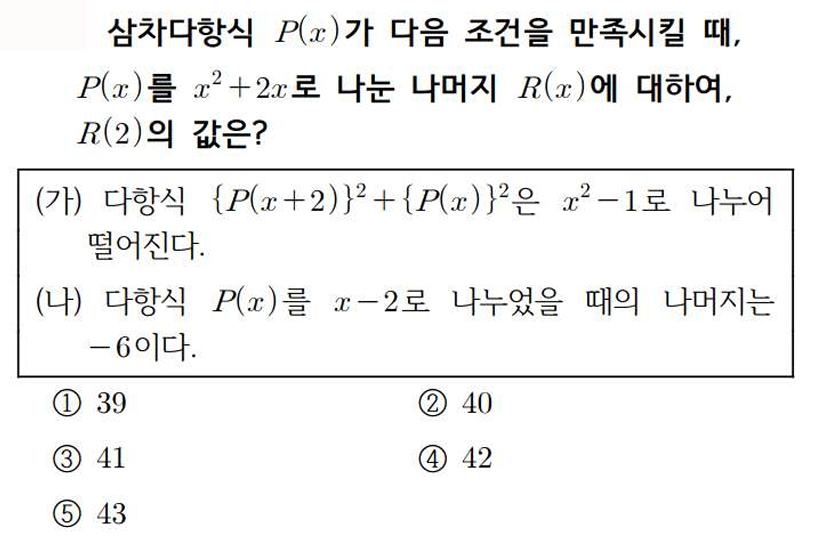 삼차다항식 P(x)가 다음 조건을 만족시킬 때,
P(x)를 x²+2x로 나눈 나머지 R(x)에 대하여,
R(2)의 값은?
(가) 다항식 {P(x+2)}²+{P(x)}²은 x²-1로 나누어
떨어진다.
(나) 다항식 P(x)를 x-2로 나누었을 때의 나머지는
-6이다.
① 39 ② 40
③ 41 ④ 42
⑤ 43